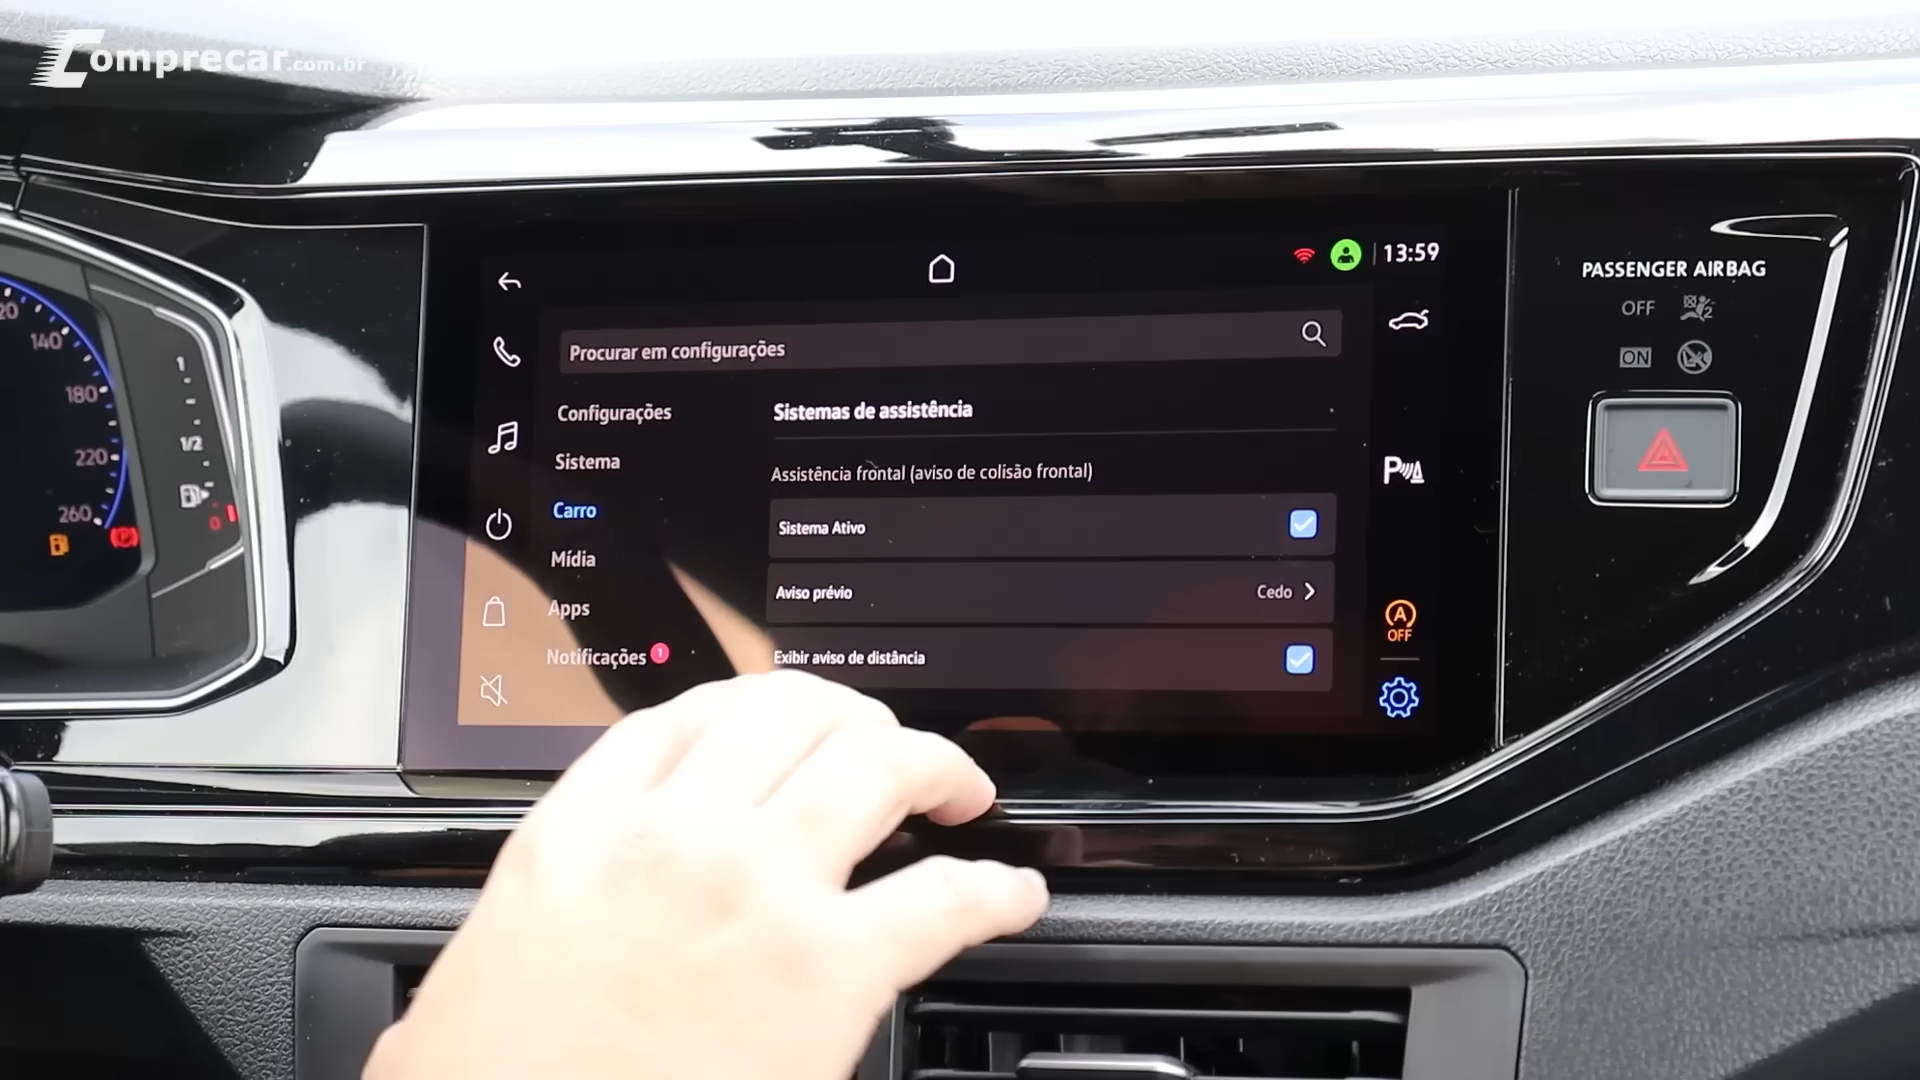 Comprecar.com.br
13:59
PASSENGER AIRBAG
OFF
2
ON
Procurar em configurações
Configurações
Sistema
Carro
Mídia
Apps
Notificações 1
Sistemas de assistência
Assistência frontal (aviso de colisão frontal)
Sistema Ativo
Aviso prévio
Cedo
Exibir aviso de distância
P
A
OFF
20
140
180
220
260
1
1/2
0
P